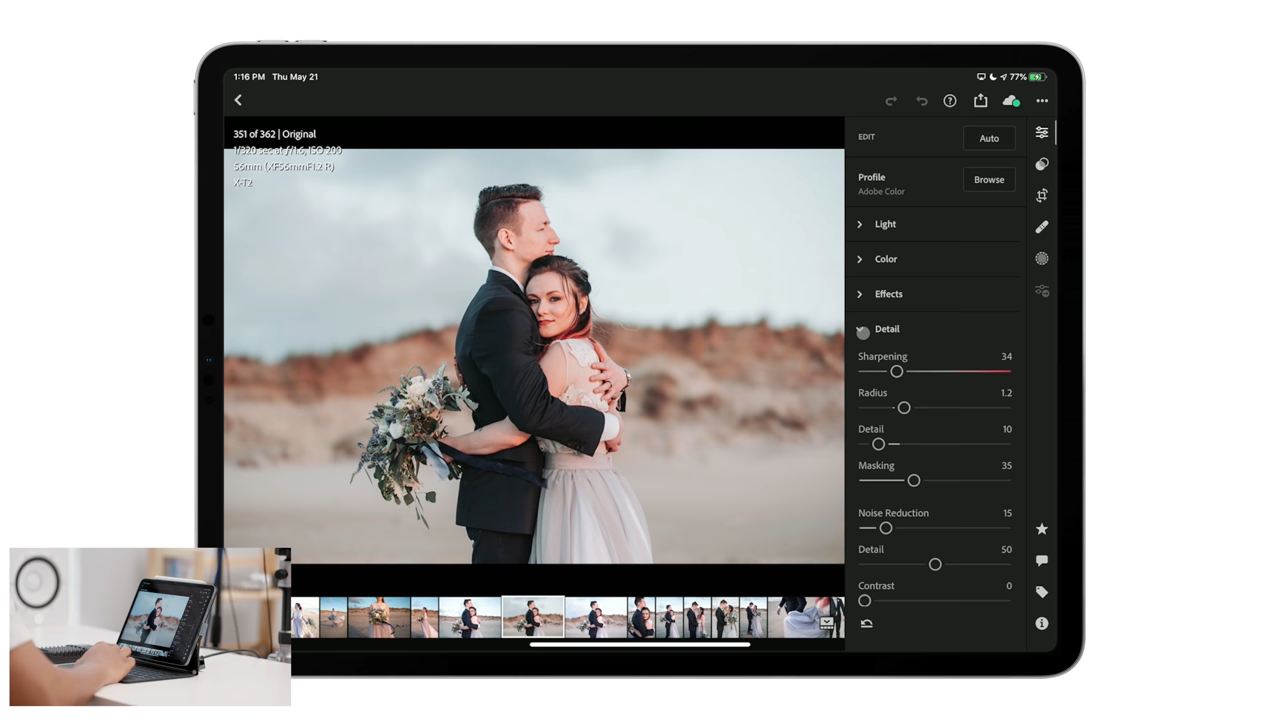 1:16 PM Thu May 21
77%
351 of 362 | Original
1/320 sec at ƒ/1.6, ISO 200
56mm (XF56mmF1.2 R)
X-T2
EDIT
Auto
Profile
Adobe Color
Browse
Light
Color
Effects
Detail
Sharpening 34
Radius 1.2
Detail 10
Masking 35
Noise Reduction 15
Detail 50
Contrast 0